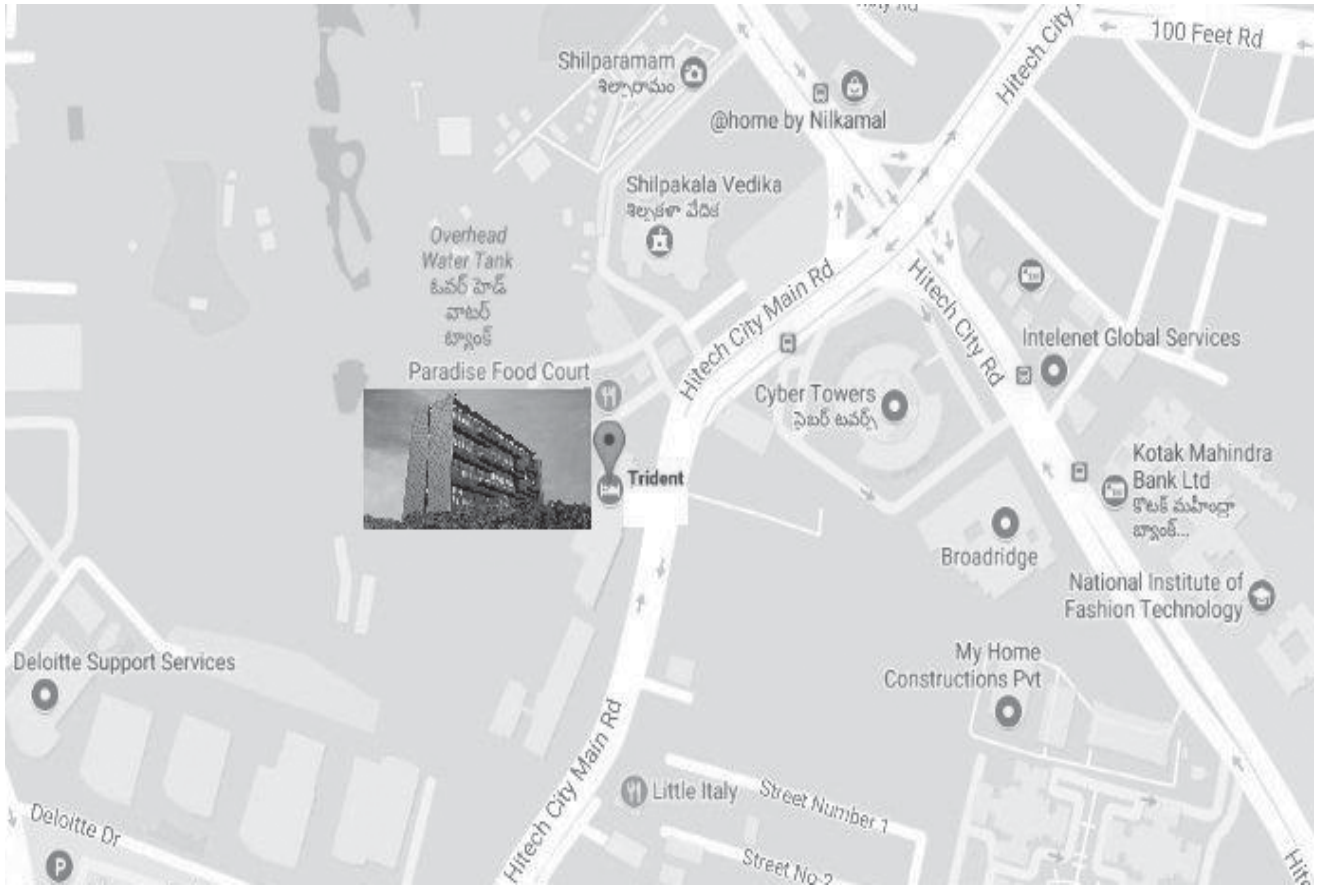 100 Feet Rd
Hitech City
Shilparamam
శిల్పారామం
@home by Nilkamal
Shilpakala Vedika
శిల్పకళా వేదిక
Overhead
Water Tank
ఓవర్ హెడ్
వాటర్
ట్యాంక్
Hitech City Main Rd
Hitech City Rd
Intelenet Global Services
Paradise Food Court
Cyber Towers
సైబర్ టవర్స్
Trident
Kotak Mahindra
Bank Ltd
కొటక్ మహీంద్రా
బ్యాంక్...
Broadridge
National Institute of
Fashion Technology
Deloitte Support Services
My Home
Constructions Pvt
Hitech City Main Rd
Little Italy
Street Number 1
Deloitte Dr
Street No-2
P